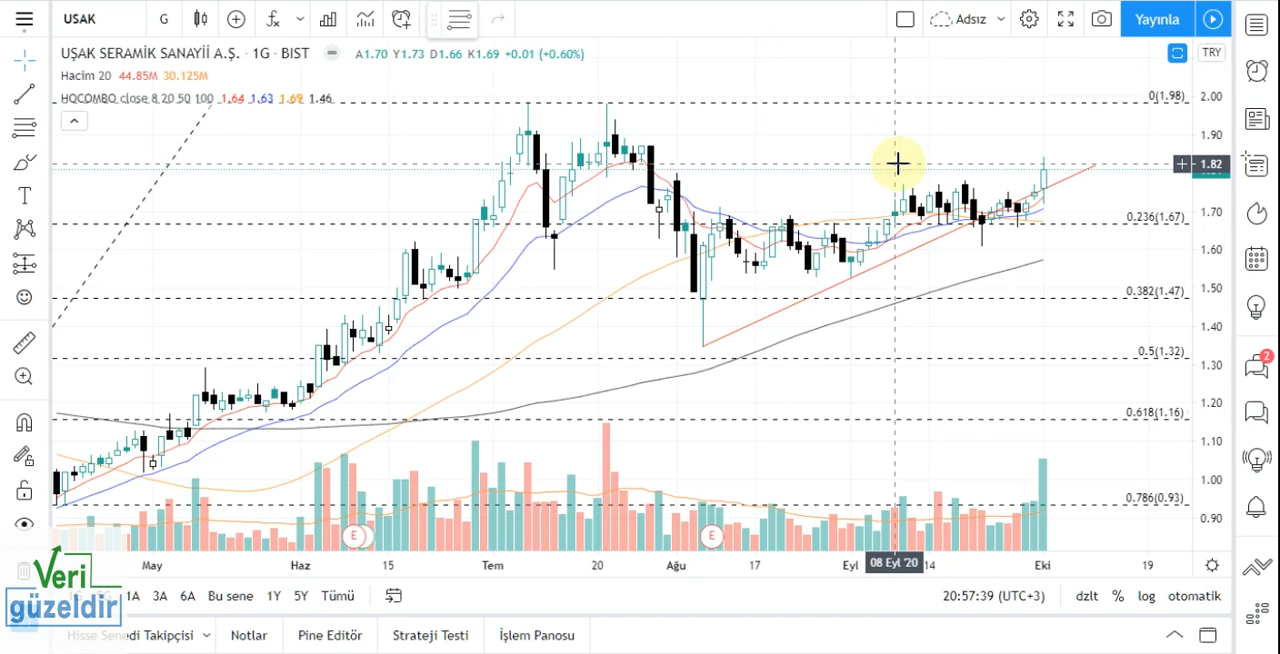 USAK G Adsız Yayınla
UŞAK SERAMİK SANAYİİ A.Ş. · 1G · BIST A1.70 Y1.73 D1.66 K1.69 +0.01 (+0.60%) TRY
Hacim 20 44.85M 30.125M
HOCOMBO close 8 20 50 100 1.64 1.63 1.69 1.46
0(1.98)
2.00
1.90
1.82
1.70
0.236(1.67)
1.60
1.50
0.382(1.47)
1.40
0.5(1.32)
1.30
1.20
0.618(1.16)
1.10
1.00
0.786(0.93)
0.90
2
E E
May Haz 15 Tem 20 Ağu 17 Eyl 08 Eyl '20 14 Eki 19
1A 3A 6A Bu sene 1Y 5Y Tümü 20:57:39 (UTC+3) dzlt % log otomatik
Veri
güzeldir
Hisse Senedi Takipçisi Notlar Pine Editör Strateji Testi İşlem Panosu